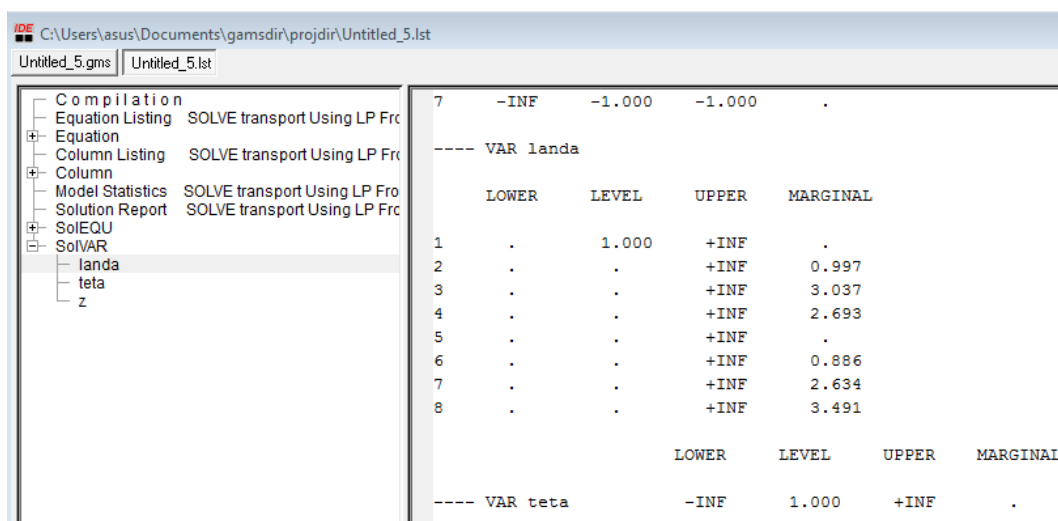 IDE C:\Users\asus\Documents\gamsdir\projdir\Untitled_5.lst
Untitled_5.gms Untitled_5.lst
Compilation
Equation Listing SOLVE transport Using LP Fro
Equation
Column Listing SOLVE transport Using LP Fro
Column
Model Statistics SOLVE transport Using LP Fro
Solution Report SOLVE transport Using LP Fro
SolEQU
SolVAR
landa
teta
z
7 -INF -1.000 -1.000 .
---- VAR landa
LOWER LEVEL UPPER MARGINAL
1 . 1.000 +INF .
2 . . +INF 0.997
3 . . +INF 3.037
4 . . +INF 2.693
5 . . +INF .
6 . . +INF 0.886
7 . . +INF 2.634
8 . . +INF 3.491
LOWER LEVEL UPPER MARGINAL
---- VAR teta -INF 1.000 +INF .